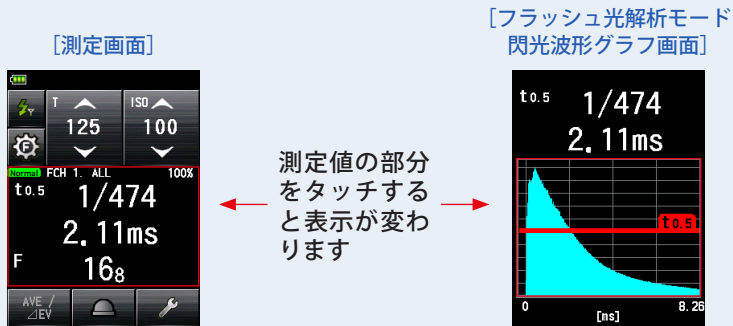 [測定画面]
T
125
ISO
100
F
Normal FCH 1. ALL 100%
t0.5 1/474
2.11ms
F 168
AVE /
⊿EV
測定値の部分
をタッチする
と表示が変わ
ります
[フラッシュ光解析モード
閃光波形グラフ画面]
t0.5 1/474
2.11ms
t0.5
0 8.26
[ms]